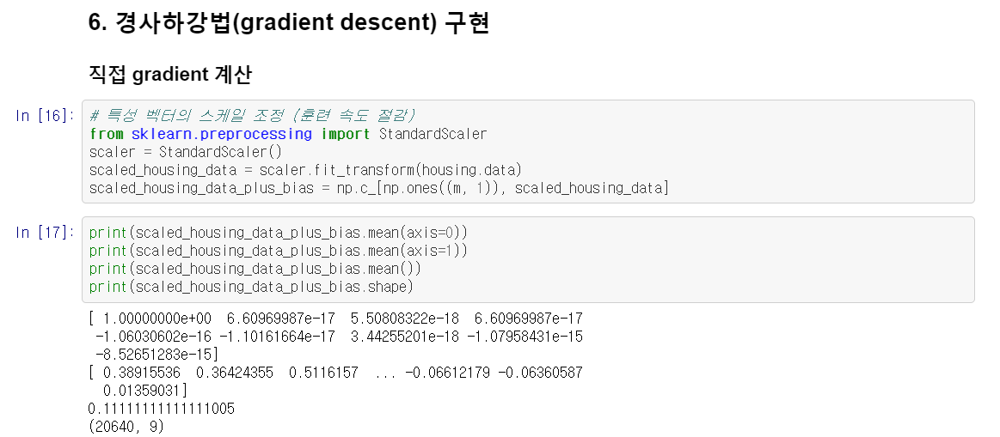 6. 경사하강법(gradient descent) 구현
직접 gradient 계산
In [16]:
# 특성 벡터의 스케일 조정 (훈련 속도 절감)
from sklearn.preprocessing import StandardScaler
scaler = StandardScaler()
scaled_housing_data = scaler.fit_transform(housing.data)
scaled_housing_data_plus_bias = np.c_[np.ones((m, 1)), scaled_housing_data]
In [17]:
print(scaled_housing_data_plus_bias.mean(axis=0))
print(scaled_housing_data_plus_bias.mean(axis=1))
print(scaled_housing_data_plus_bias.mean())
print(scaled_housing_data_plus_bias.shape)
[ 1.00000000e+00  6.60969987e-17  5.50808322e-18  6.60969987e-17
 -1.06030602e-16 -1.10161664e-17  3.44255201e-18 -1.07958431e-15
 -8.52651283e-15]
[ 0.38915536  0.36424355  0.5116157  ... -0.06612179 -0.06360587
  0.01359031]
0.11111111111111005
(20640, 9)